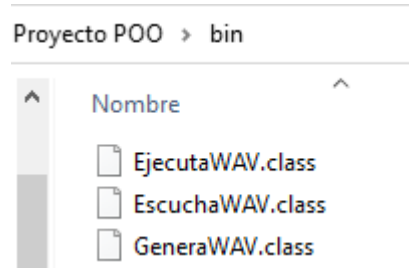 Proyecto POO > bin
Nombre
EjecutaWAV.class
EscuchaWAV.class
GeneraWAV.class